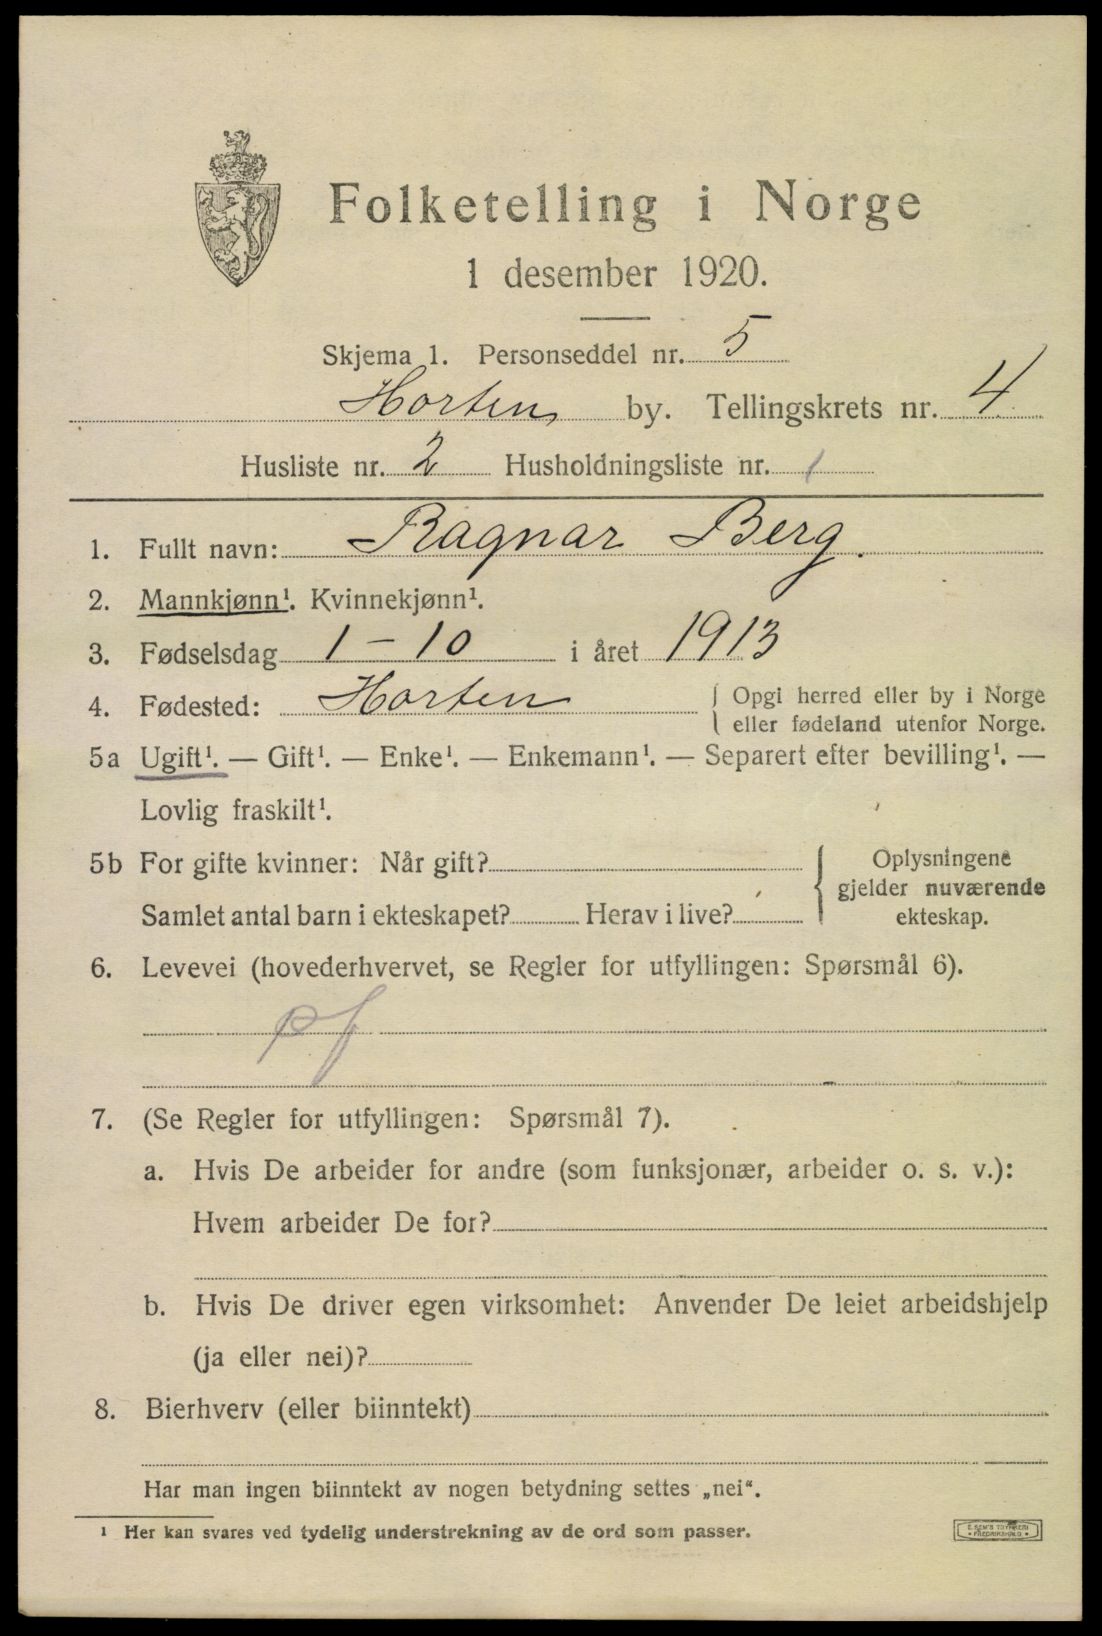 Folketelling i Norge
1 desember 1920.
Skjema 1. Personseddel nr. 5
Horten by. Tellingskrets nr. 4
Husliste nr. 2 Husholdningsliste nr. 1
1. Fullt navn: Ragnar Berg.
2. Mannkjønn¹. Kvinnekjønn¹.
3. Fødselsdag 1-10 i året 1913
4. Fødested: Horten { Opgi herred eller by i Norge
eller fødeland utenfor Norge.
5a Ugift¹. — Gift¹. — Enke¹. — Enkemann¹. — Separert efter bevilling¹. —
Lovlig fraskilt¹.
5b For gifte kvinner: Når gift?
Samlet antal barn i ekteskapet? Herav i live?
Oplysningene
gjelder nuværende
ekteskap.
6. Levevei (hovederhvervet, se Regler for utfyllingen: Spørsmål 6).
pf
7. (Se Regler for utfyllingen: Spørsmål 7).
a. Hvis De arbeider for andre (som funksjonær, arbeider o. s. v.):
Hvem arbeider De for?
b. Hvis De driver egen virksomhet: Anvender De leiet arbeidshjelp
(ja eller nei)?
8. Bierhverv (eller biinntekt)
Har man ingen biinntekt av nogen betydning settes „nei“.
¹ Her kan svares ved tydelig understrekning av de ord som passer.
E. SEM'S TRYKKERI
FREDRIKSHALD